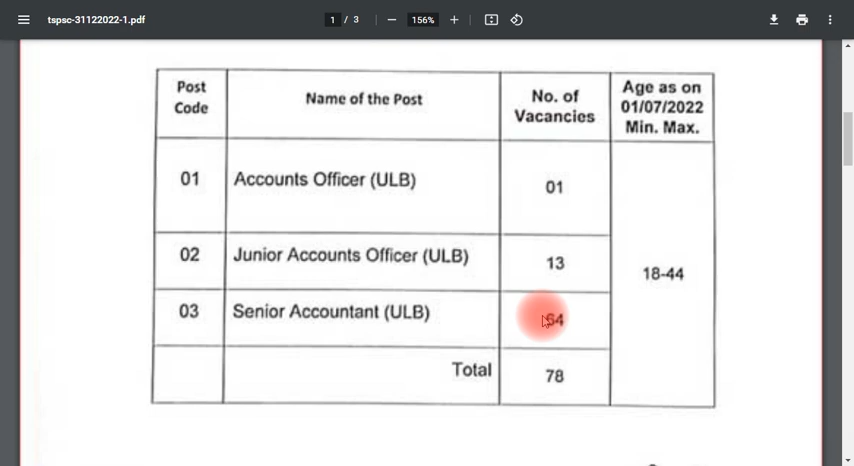 tspsc-31122022-1.pdf
1 / 3
156%
Post Code
Name of the Post
No. of Vacancies
Age as on 01/07/2022 Min. Max.
01 Accounts Officer (ULB) 01
02 Junior Accounts Officer (ULB) 13
18-44
03 Senior Accountant (ULB) 64
Total 78